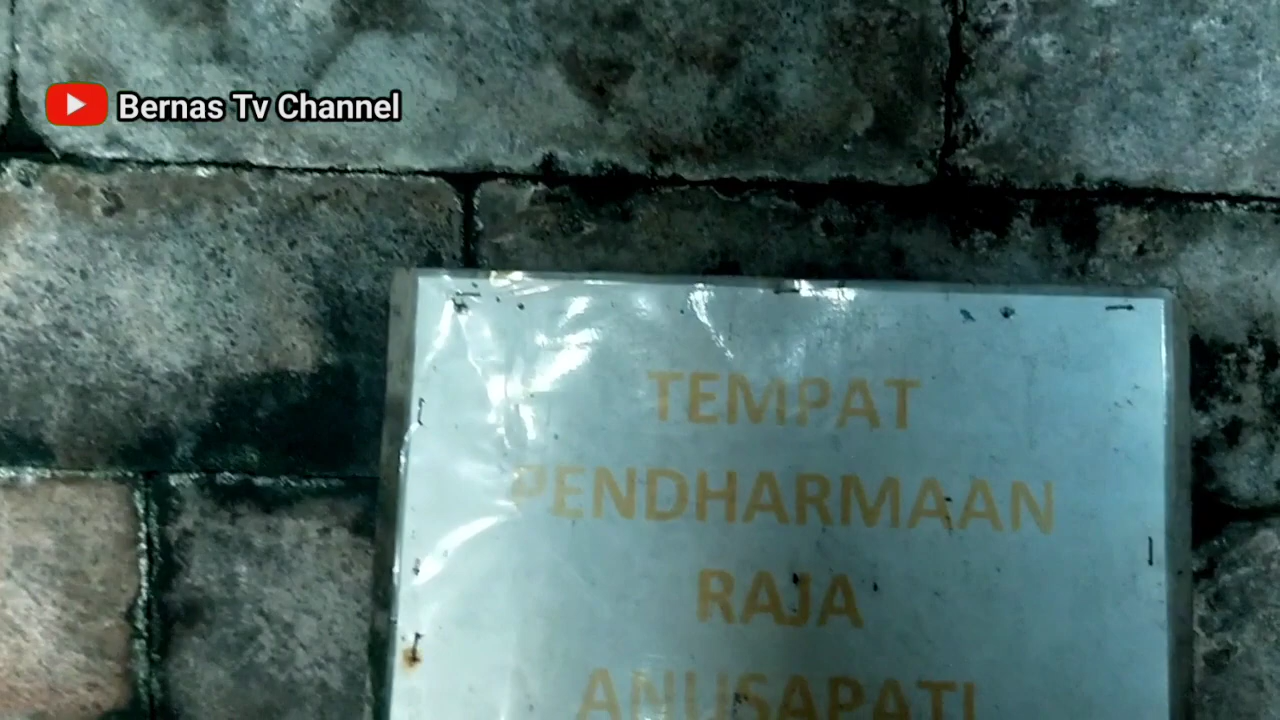 Bernas Tv Channel
TEMPAT
PENDHARMAAN
RAJA
ANUSAPATI